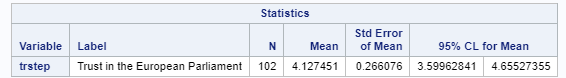 Statistics
Variable Label N Mean Std Error of Mean 95% CL for Mean
trstep Trust in the European Parliament 102 4.127451 0.266076 3.59962841 4.65527355